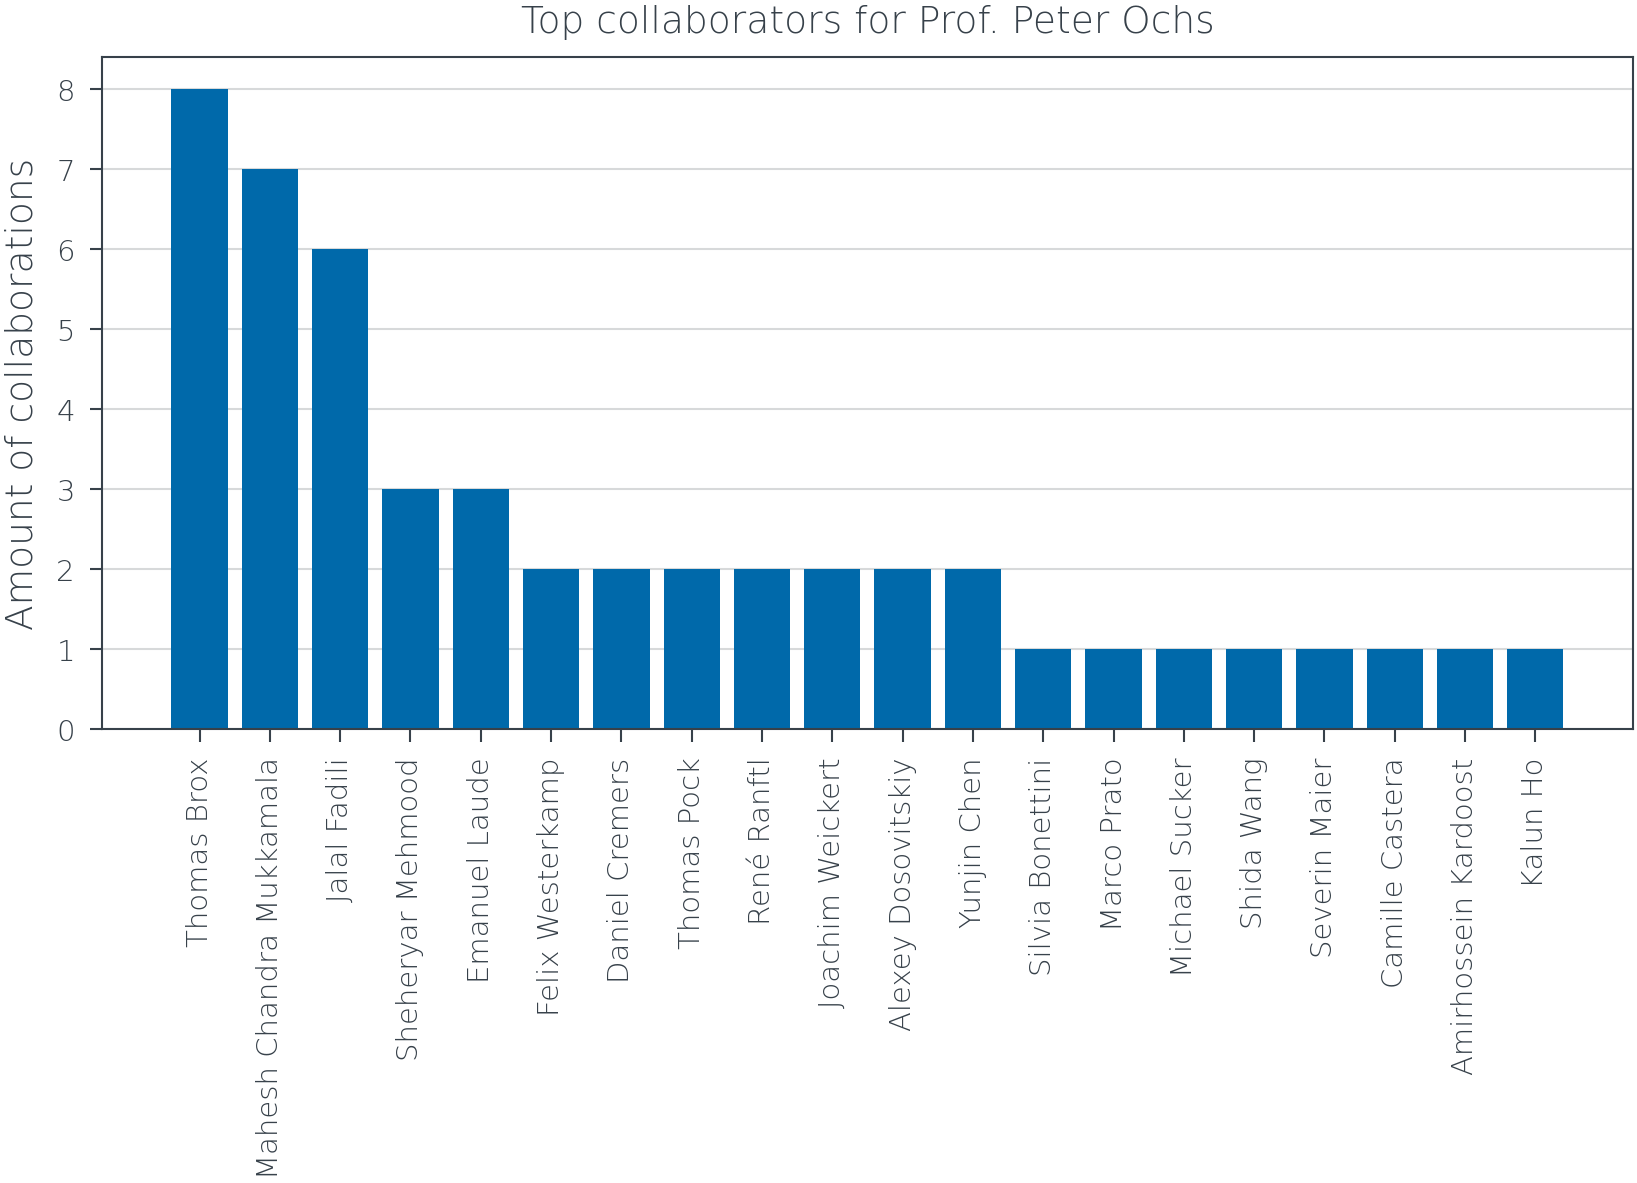 Top collaborators for Prof. Peter Ochs
Amount of collaborations
8
7
6
5
4
3
2
1
0
Thomas Brox
Mahesh Chandra Mukkamala
Jalal Fadili
Sheheryar Mehmood
Emanuel Laude
Felix Westerkamp
Daniel Cremers
Thomas Pock
René Ranftl
Joachim Weickert
Alexey Dosovitskiy
Yunjin Chen
Silvia Bonettini
Marco Prato
Michael Sucker
Shida Wang
Severin Maier
Camille Castera
Amirhossein Kardoost
Kalun Ho